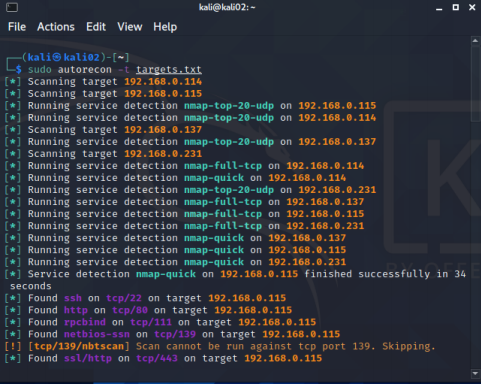 kali@kali02: ~
File Actions Edit View Help
(kali㉿kali02)-[~]
$ sudo autorecon -t targets.txt
[*] Scanning target 192.168.0.114
[*] Scanning target 192.168.0.115
[*] Running service detection nmap-top-20-udp on 192.168.0.115
[*] Running service detection nmap-top-20-udp on 192.168.0.114
[*] Scanning target 192.168.0.137
[*] Running service detection nmap-top-20-udp on 192.168.0.137
[*] Scanning target 192.168.0.231
[*] Running service detection nmap-full-tcp on 192.168.0.114
[*] Running service detection nmap-quick on 192.168.0.114
[*] Running service detection nmap-top-20-udp on 192.168.0.231
[*] Running service detection nmap-full-tcp on 192.168.0.137
[*] Running service detection nmap-full-tcp on 192.168.0.115
[*] Running service detection nmap-full-tcp on 192.168.0.231
[*] Running service detection nmap-quick on 192.168.0.137
[*] Running service detection nmap-quick on 192.168.0.115
[*] Running service detection nmap-quick on 192.168.0.231
[*] Service detection nmap-quick on 192.168.0.115 finished successfully in 34
seconds
[*] Found ssh on tcp/22 on target 192.168.0.115
[*] Found http on tcp/80 on target 192.168.0.115
[*] Found rpcbind on tcp/111 on target 192.168.0.115
[*] Found netbios-ssn on tcp/139 on target 192.168.0.115
[!] [tcp/139/nbtscan] Scan cannot be run against tcp port 139. Skipping.
[*] Found ssl/http on tcp/443 on target 192.168.0.115